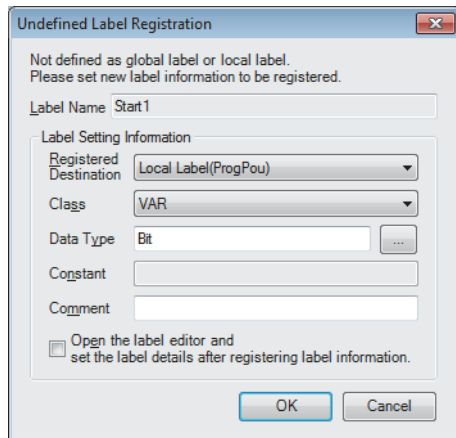 Undefined Label Registration
Not defined as global label or local label.
Please set new label information to be registered.
Label Name Start1
Label Setting Information
Registered
Destination Local Label(ProgPou)
Class VAR
Data Type Bit ...
Constant
Comment
Open the label editor and
set the label details after registering label information.
OK Cancel